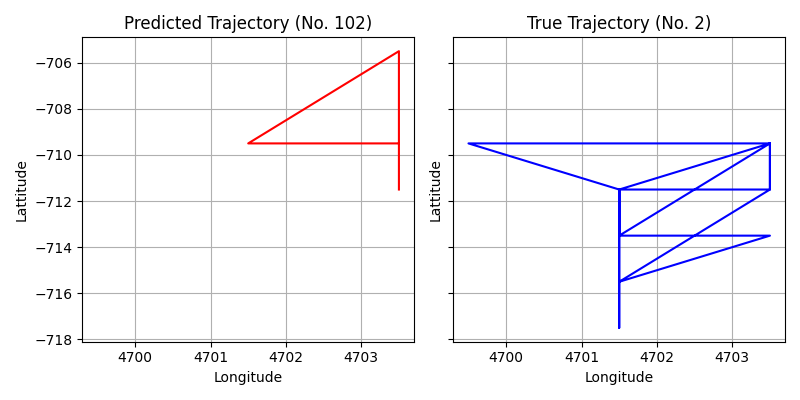 Predicted Trajectory (No. 102)
True Trajectory (No. 2)
Lattitude
−706
−708
−710
−712
−714
−716
−718
4700
4701
4702
4703
Longitude
Lattitude
4700
4701
4702
4703
Longitude